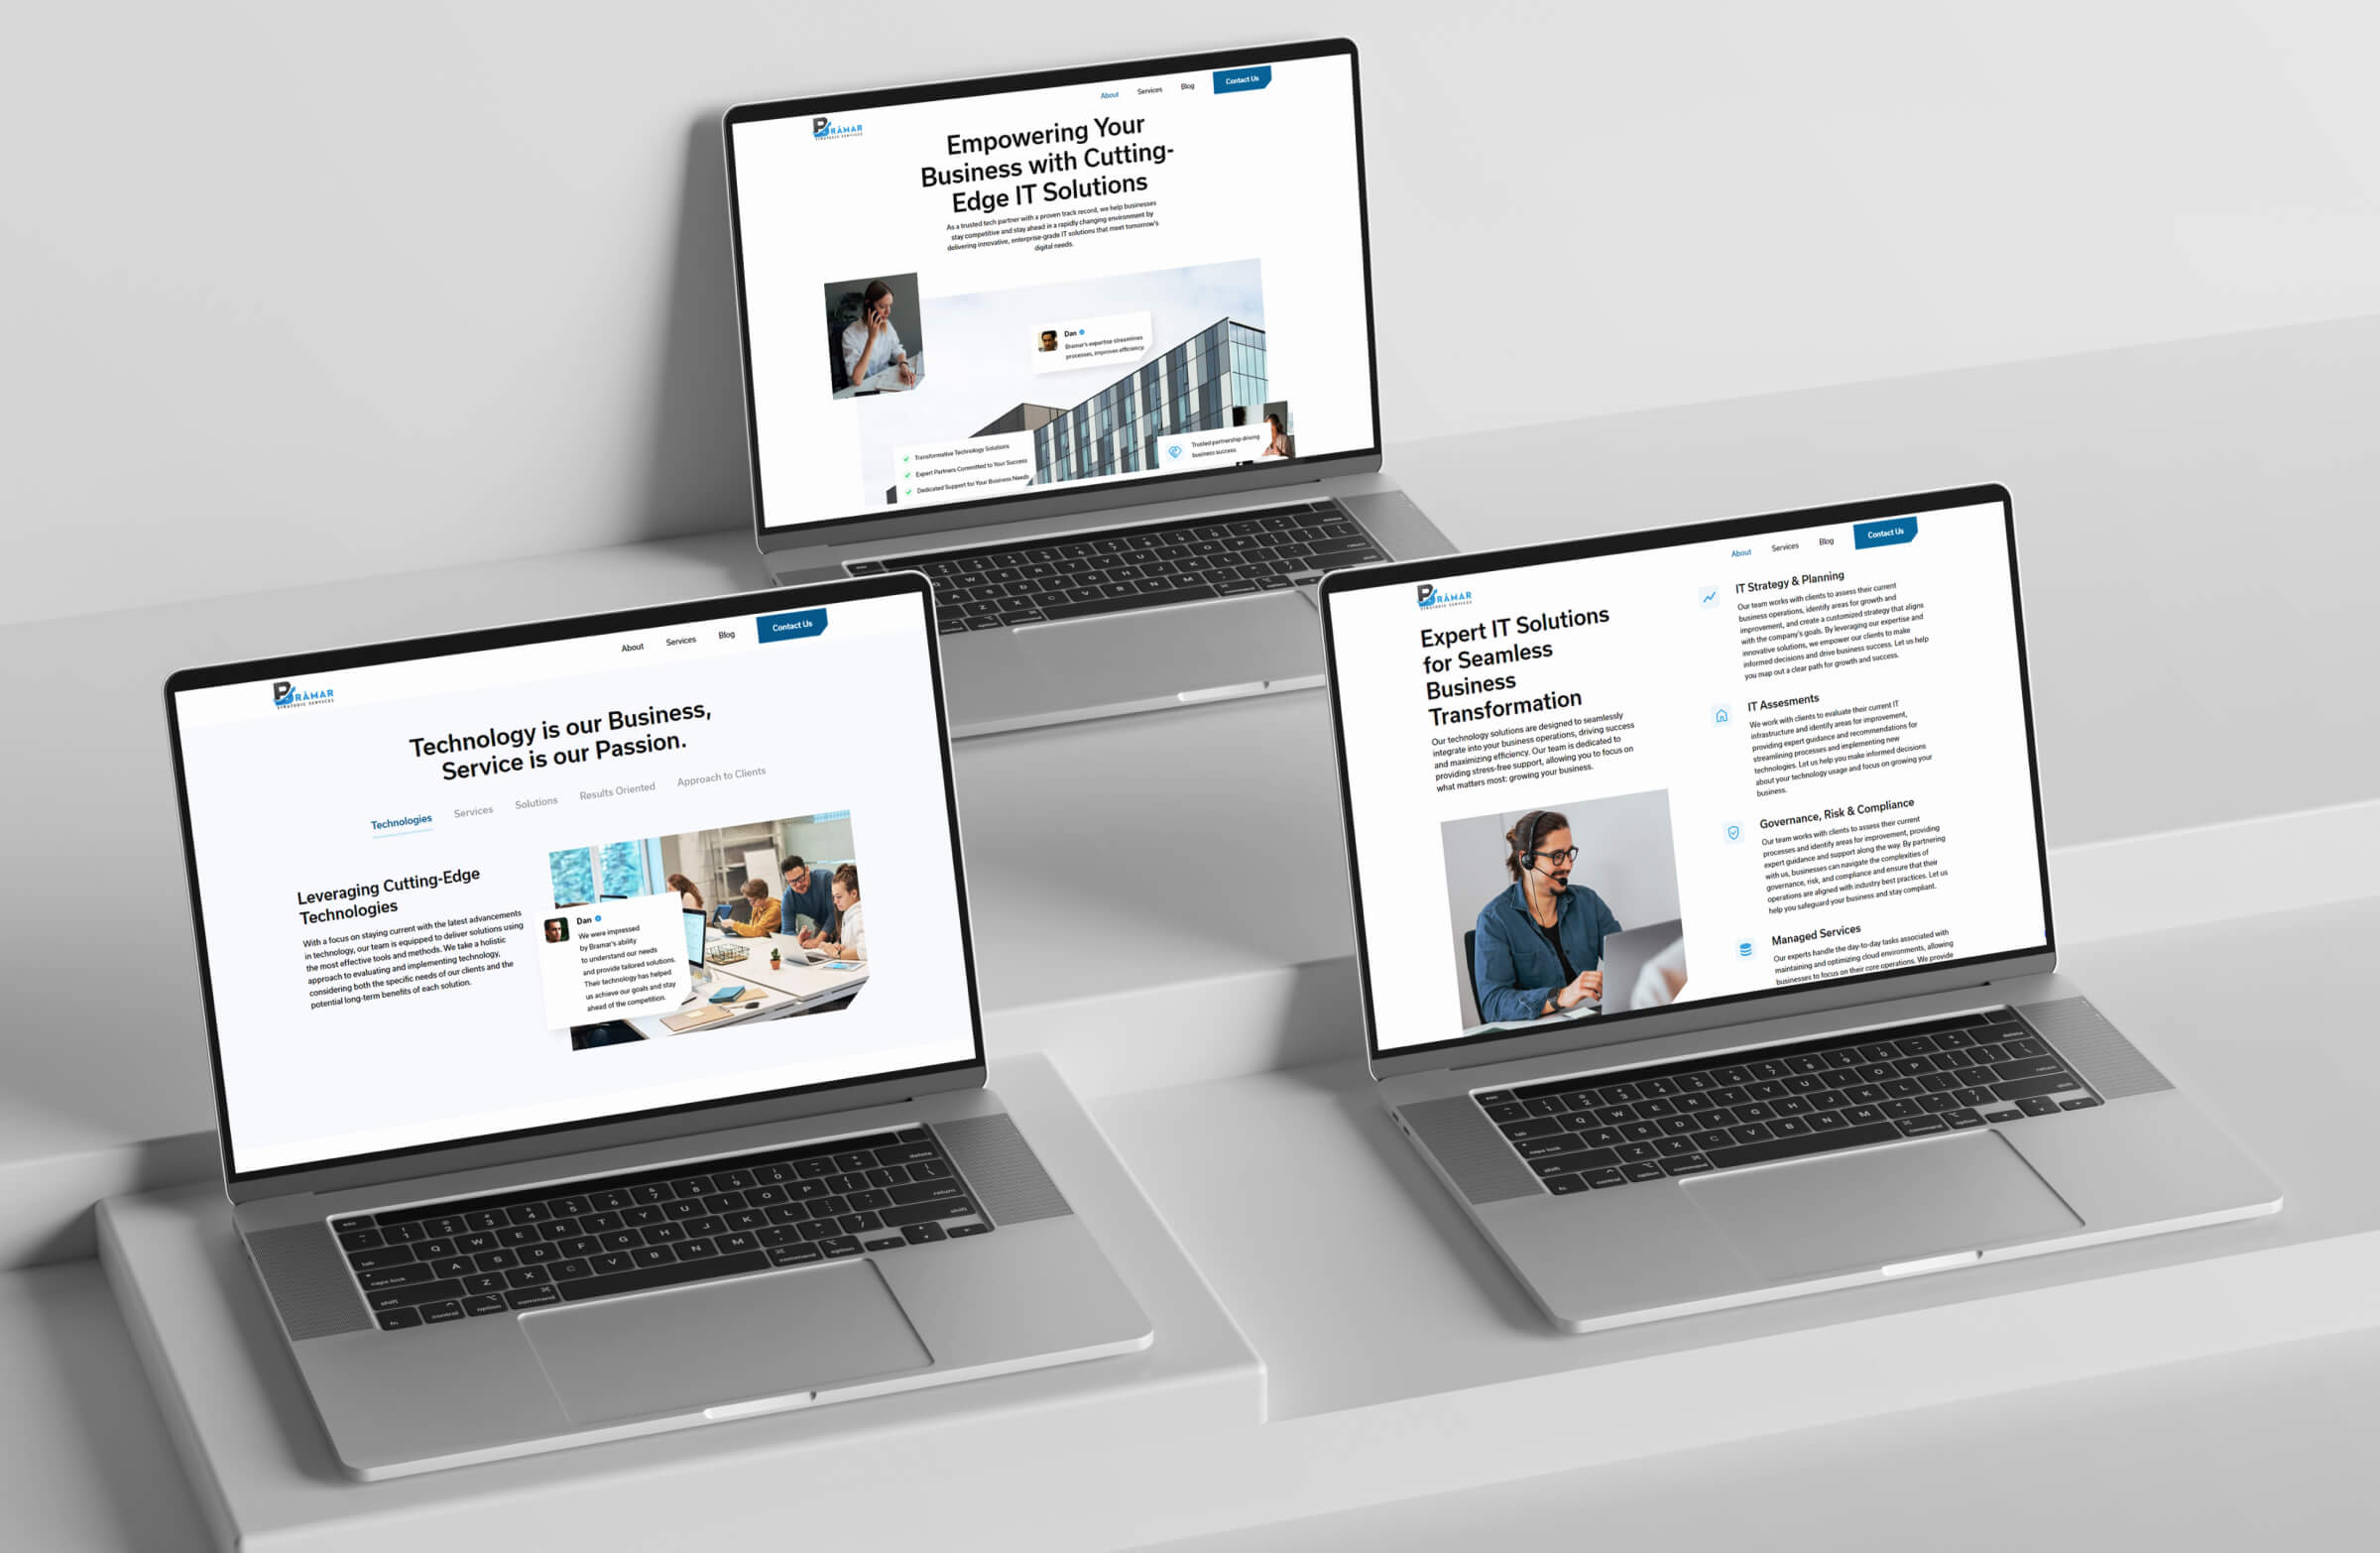 About
Services
Blog
Contact Us
BRÂMAR
STRATEGIC SERVICES
Empowering Your
Business with Cutting-
Edge IT Solutions
As a trusted tech partner with a proven track record, we help businesses
stay competitive and stay ahead in a rapidly changing environment by
delivering innovative, enterprise-grade IT solutions that meet tomorrow's
digital needs.
Dan
Bramar's expertise streamlines
processes, improves efficiency.
Transformative Technology Solutions
Expert Partners Committed to Your Success
Dedicated Support for Your Business Needs
Trusted partnership driving
business success
About
Services
Blog
Contact Us
BRÂMAR
STRATEGIC SERVICES
Technology is our Business,
Service is our Passion.
Technologies
Services
Solutions
Results Oriented
Approach to Clients
Leveraging Cutting-Edge
Technologies
With a focus on staying current with the latest advancements
in technology, our team is equipped to deliver solutions using
the most effective tools and methods. We take a holistic
approach to evaluating and implementing technology,
considering both the specific needs of our clients and the
potential long-term benefits of each solution.
Dan
We were impressed
by Bramar's ability
to understand our needs
and provide tailored solutions.
Their technology has helped
us achieve our goals and stay
ahead of the competition.
About
Services
Blog
Contact Us
BRÂMAR
STRATEGIC SERVICES
Expert IT Solutions
for Seamless
Business
Transformation
Our technology solutions are designed to seamlessly
integrate into your business operations, driving success
and maximizing efficiency. Our team is dedicated to
providing stress-free support, allowing you to focus on
what matters most: growing your business.
IT Strategy & Planning
Our team works with clients to assess their current
business operations, identify areas for growth and
improvement, and create a customized strategy that aligns
with the company's goals. By leveraging our expertise and
innovative solutions, we empower our clients to make
informed decisions and drive business success. Let us help
you map out a clear path for growth and success.
IT Assesments
We work with clients to evaluate their current IT
infrastructure and identify areas for improvement,
providing expert guidance and recommendations for
streamlining processes and implementing new
technologies. Let us help you make informed decisions
about your technology usage and focus on growing your
business.
Governance, Risk & Compliance
Our team works with clients to assess their current
processes and identify areas for improvement, providing
expert guidance and support along the way. By partnering
with us, businesses can navigate the complexities of
governance, risk, and compliance and ensure that their
operations are aligned with industry best practices. Let us
help you safeguard your business and stay compliant.
Managed Services
Our experts handle the day-to-day tasks associated with
maintaining and optimizing cloud environments, allowing
businesses to focus on their core operations. We provide